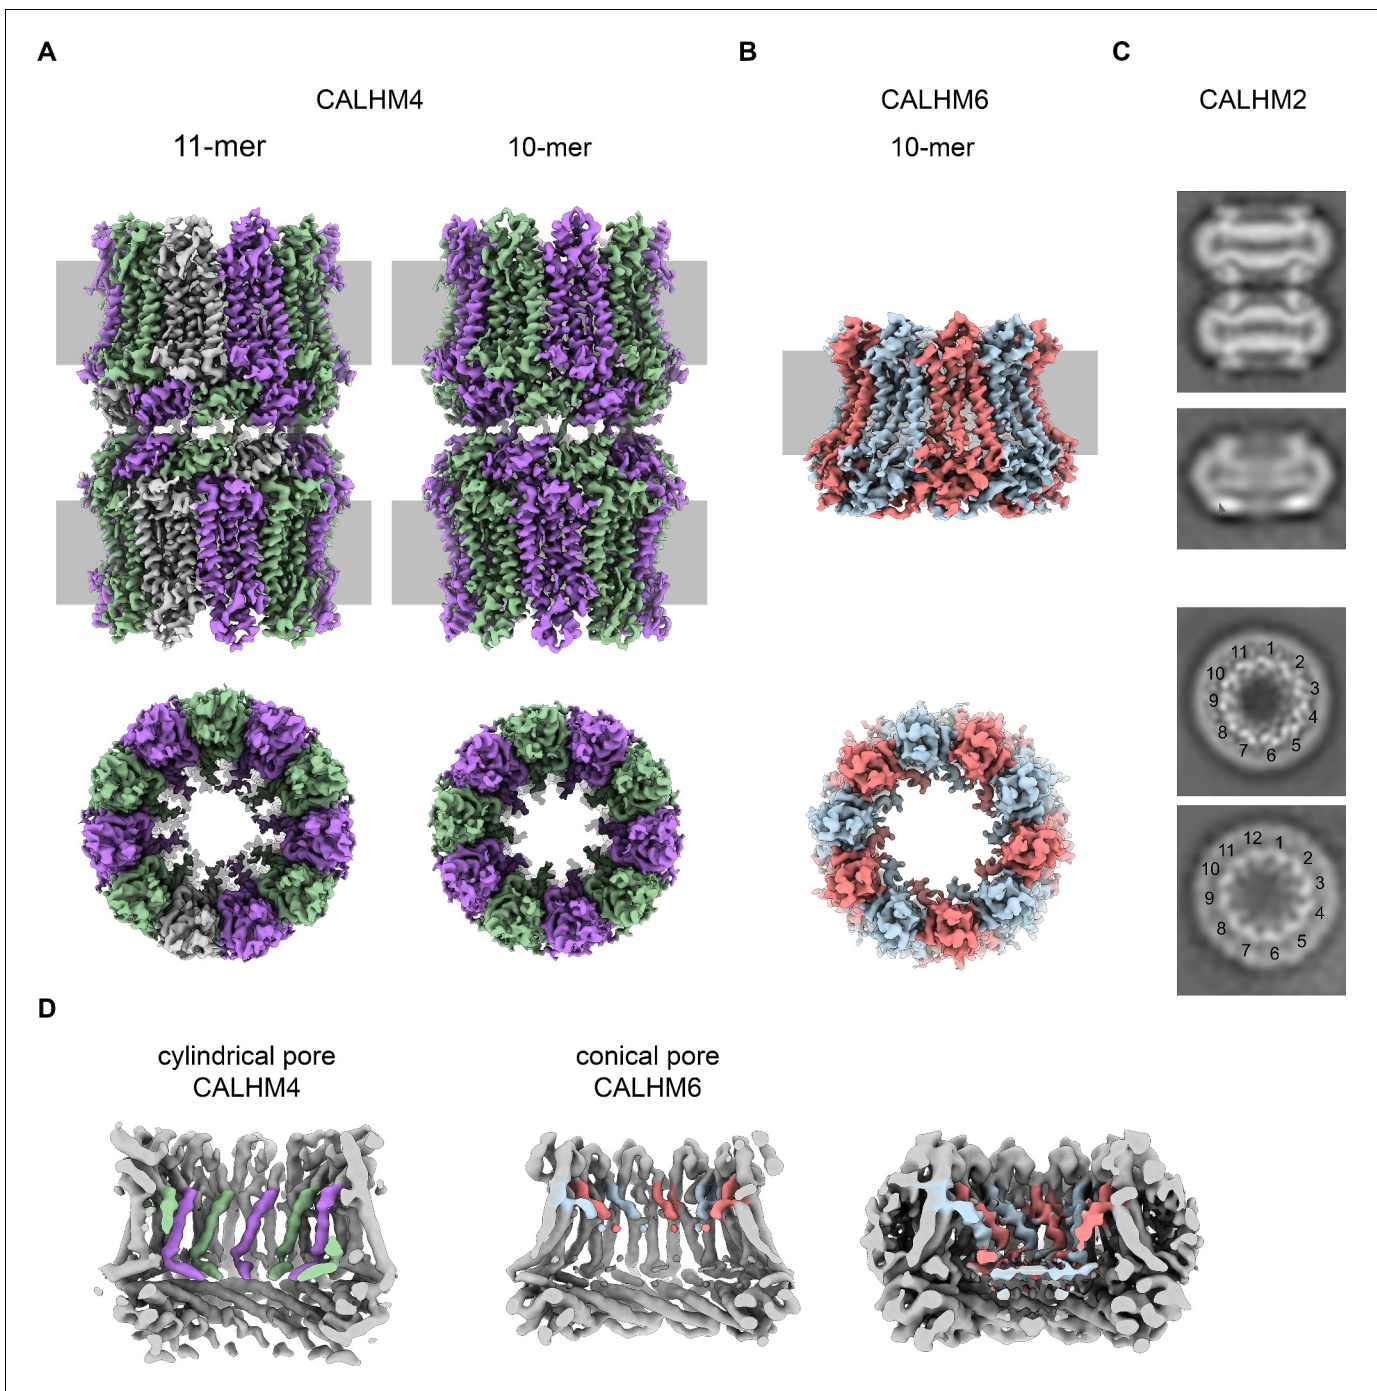 A
B
C
CALHM4
CALHM6
CALHM2
11-mer
10-mer
10-mer
11 1
10 2
9 3
8 4
7 6 5
12 1
11 2
10 3
9 4
8 5
7 6
D
cylindrical pore
CALHM4
conical pore
CALHM6